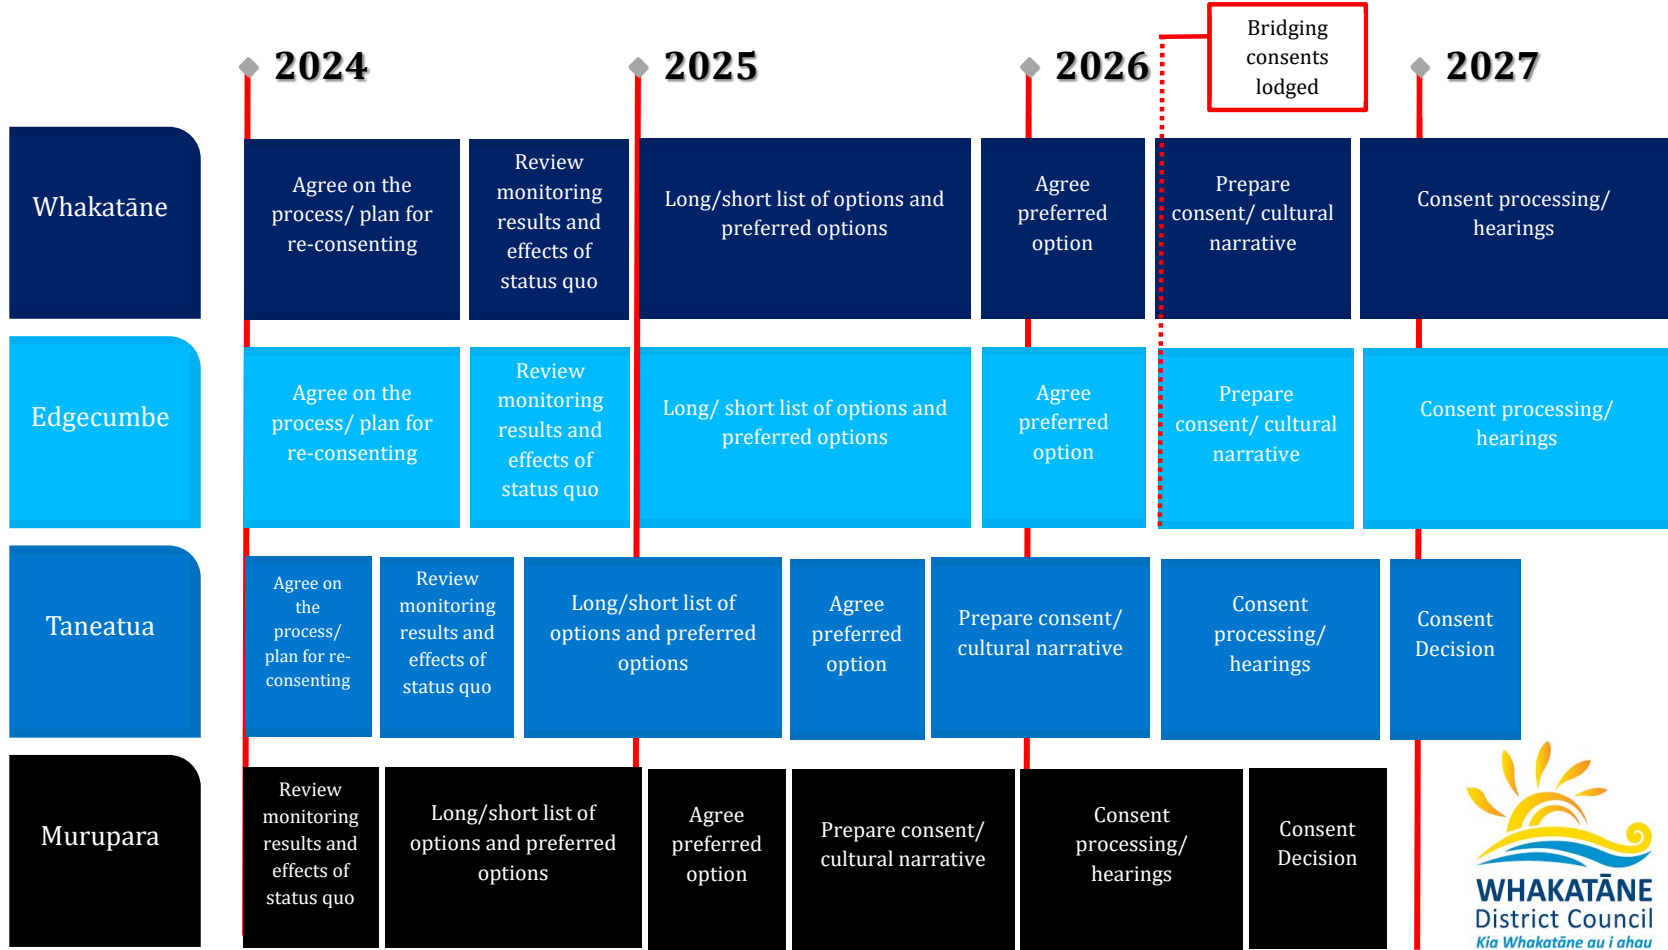 Bridging
consents
lodged
2024
2025
2026
2027
Whakatāne
Agree on the
process/ plan for
re-consenting
Review
monitoring
results and
effects of
status quo
Long/short list of options and
preferred options
Agree
preferred
option
Prepare
consent/ cultural
narrative
Consent processing/
hearings
Edgecumbe
Agree on the
process/ plan for
re-consenting
Review
monitoring
results and
effects of
status quo
Long/ short list of options and
preferred options
Agree
preferred
option
Prepare
consent/ cultural
narrative
Consent processing/
hearings
Taneatua
Agree on
the
process/
plan for re-
consenting
Review
monitoring
results and
effects of
status quo
Long/short list of
options and preferred
options
Agree
preferred
option
Prepare consent/
cultural narrative
Consent
processing/
hearings
Consent
Decision
Murupara
Review
monitoring
results and
effects of
status quo
Long/short list of
options and preferred
options
Agree
preferred
option
Prepare consent/
cultural narrative
Consent
processing/
hearings
Consent
Decision
WHAKATĀNE
District Council
Kia Whakatāne au i ahau